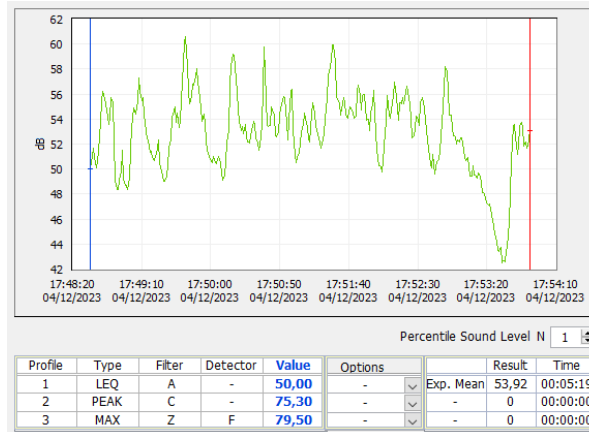 62
60
58
56
54
52
50
48
46
44
42
dB
17:48:20 17:49:10 17:50:00 17:50:50 17:51:40 17:52:30 17:53:20 17:54:10
04/12/2023 04/12/2023 04/12/2023 04/12/2023 04/12/2023 04/12/2023 04/12/2023 04/12/2023
Percentile Sound Level N 1
Profile Type Filter Detector Value Options Result Time
1 LEQ A - 50,00 - Exp. Mean 53,92 00:05:19
2 PEAK C - 75,30 - - 0 00:00:00
3 MAX Z F 79,50 - - 0 00:00:00